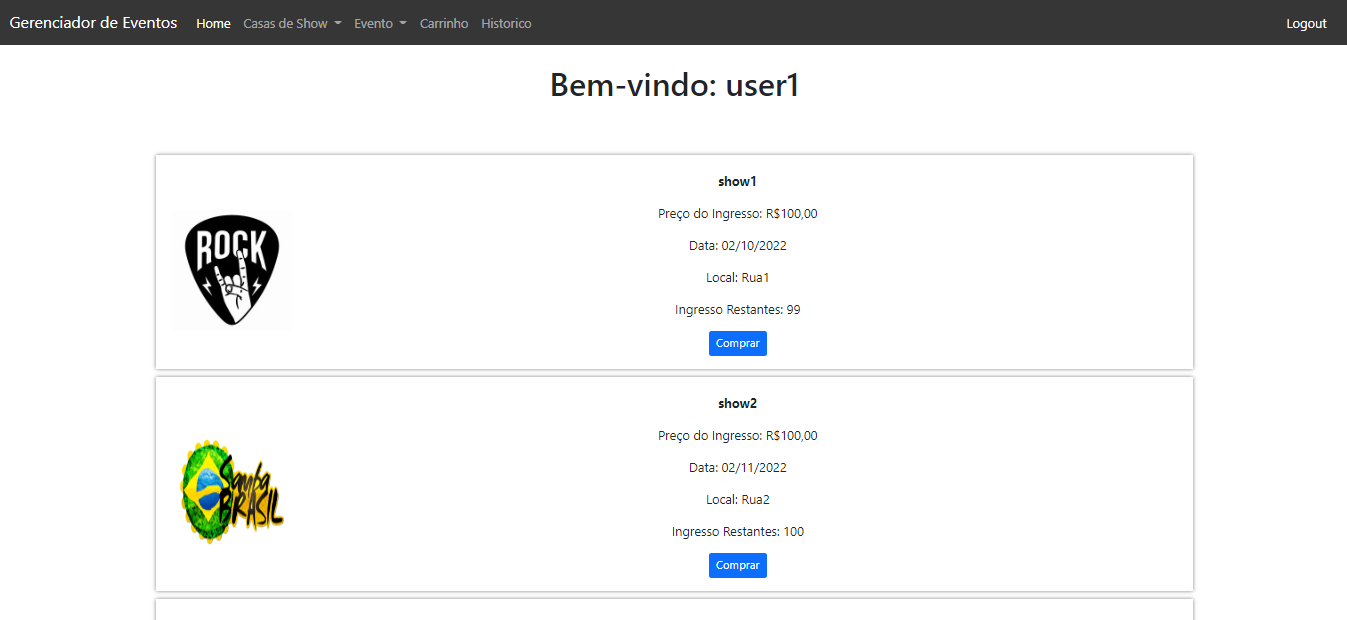 Gerenciador de Eventos Home Casas de Show Evento Carrinho Historico Logout
Bem-vindo: user1
show1
Preço do Ingresso: R$100,00
Data: 02/10/2022
Local: Rua1
Ingresso Restantes: 99
Comprar
ROCK
show2
Preço do Ingresso: R$100,00
Data: 02/11/2022
Local: Rua2
Ingresso Restantes: 100
Comprar
Samba
BRASIL